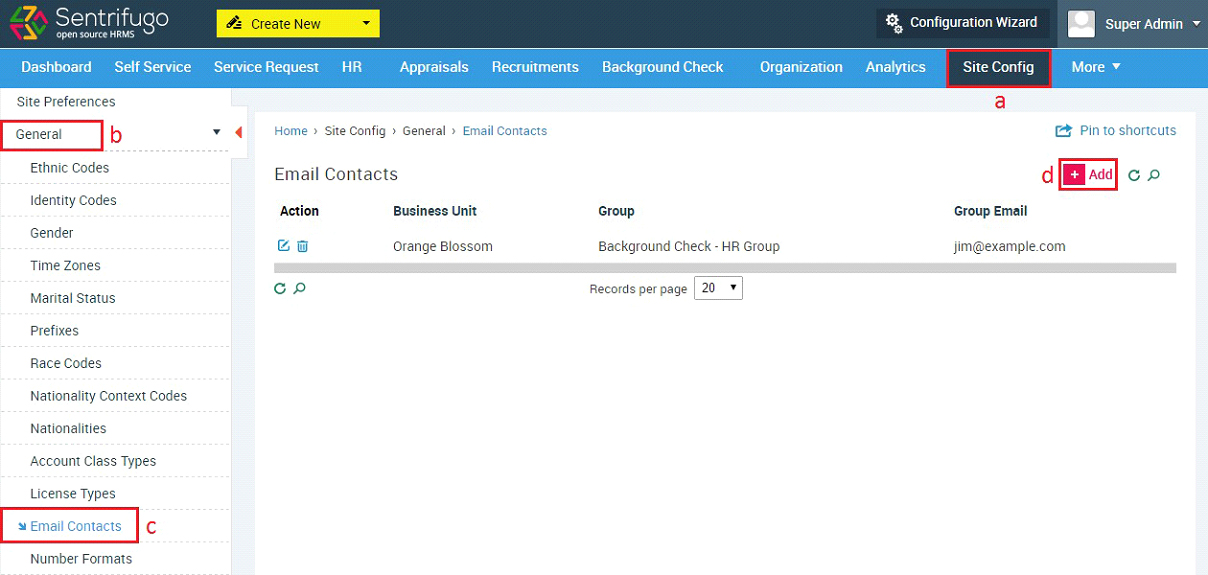 Sentrifugo
open source HRMS
Create New
Configuration Wizard
Super Admin
Dashboard Self Service Service Request HR Appraisals Recruitments Background Check Organization Analytics Site Config More
a
Site Preferences
General b
Ethnic Codes
Identity Codes
Gender
Time Zones
Marital Status
Prefixes
Race Codes
Nationality Context Codes
Nationalities
Account Class Types
License Types
Email Contacts c
Number Formats
Home › Site Config › General › Email Contacts
Pin to shortcuts
Email Contacts
d + Add
Action Business Unit Group Group Email
Orange Blossom Background Check - HR Group jim@example.com
Records per page 20